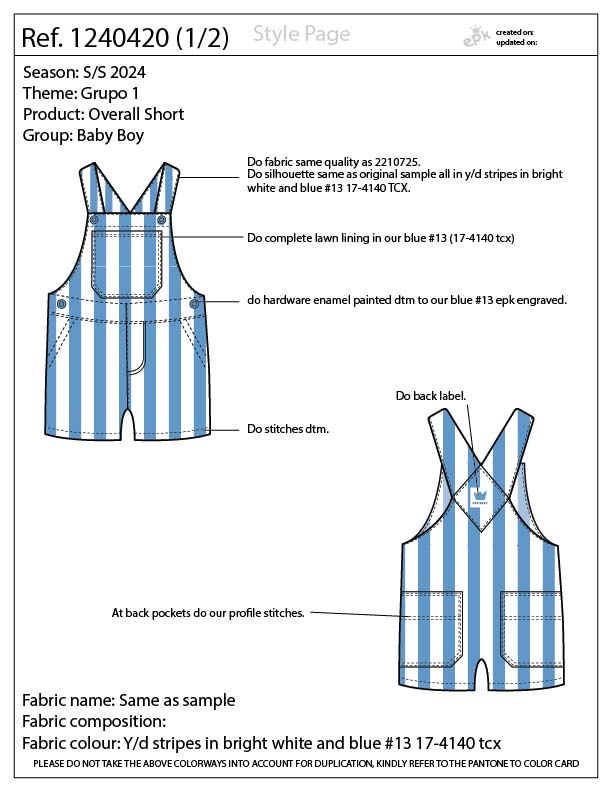 Ref. 1240420 (1/2)
Style Page
epk
created on:
updated on:
Season: S/S 2024
Theme: Grupo 1
Product: Overall Short
Group: Baby Boy
Do fabric same quality as 2210725.
Do silhouette same as original sample all in y/d stripes in bright
white and blue #13 17-4140 TCX.
Do complete lawn lining in our blue #13 (17-4140 tcx)
do hardware enamel painted dtm to our blue #13 epk engraved.
Do back label.
Do stitches dtm.
At back pockets do our profile stitches.
Fabric name: Same as sample
Fabric composition:
Fabric colour: Y/d stripes in bright white and blue #13 17-4140 tcx
PLEASE DO NOT TAKE THE ABOVE COLORWAYS INTO ACCOUNT FOR DUPLICATION, KINDLY REFER TO THE PANTONE TO COLOR CARD